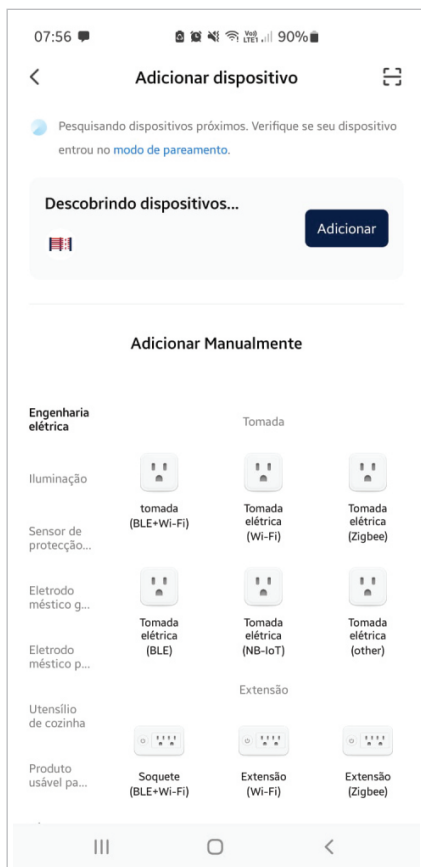 07:56
Vo))
LTE1
90%
Adicionar dispositivo
Pesquisando dispositivos próximos. Verifique se seu dispositivo
entrou no modo de pareamento.
Descobrindo dispositivos...
Adicionar
Adicionar Manualmente
Engenharia
elétrica
Iluminação
Sensor de
protecção...
Eletrodo
méstico g...
Eletrodo
méstico p...
Utensílio
de cozinha
Produto
usável pa...
Tomada
tomada
(BLE+Wi-Fi)
Tomada
elétrica
(Wi-Fi)
Tomada
elétrica
(Zigbee)
Tomada
elétrica
(BLE)
Tomada
elétrica
(NB-IoT)
Tomada
elétrica
(other)
Extensão
Soquete
(BLE+Wi-Fi)
Extensão
(Wi-Fi)
Extensão
(Zigbee)